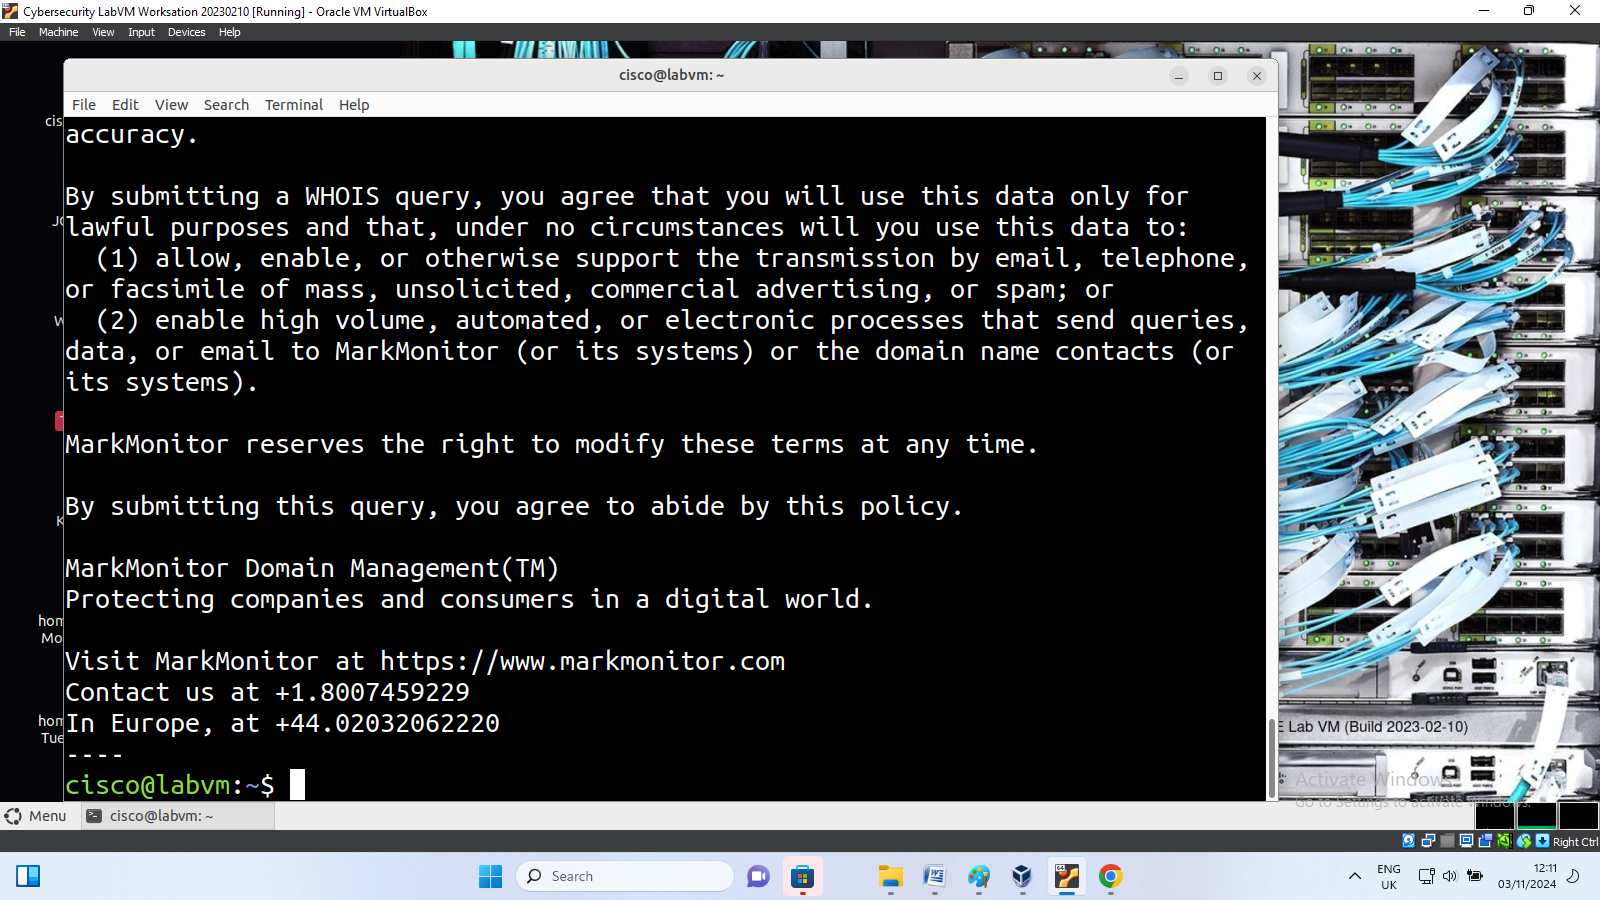 Cybersecurity LabVM Worksation 20230210 [Running] - Oracle VM VirtualBox
File Machine View Input Devices Help
cisco@labvm: ~
File Edit View Search Terminal Help
accuracy.
By submitting a WHOIS query, you agree that you will use this data only for
lawful purposes and that, under no circumstances will you use this data to:
(1) allow, enable, or otherwise support the transmission by email, telephone,
or facsimile of mass, unsolicited, commercial advertising, or spam; or
(2) enable high volume, automated, or electronic processes that send queries,
data, or email to MarkMonitor (or its systems) or the domain name contacts (or
its systems).
MarkMonitor reserves the right to modify these terms at any time.
By submitting this query, you agree to abide by this policy.
MarkMonitor Domain Management(TM)
Protecting companies and consumers in a digital world.
Visit MarkMonitor at https://www.markmonitor.com
Contact us at +1.8007459229
In Europe, at +44.02032062220
----
cisco@labvm:~$
cis
JC
W
K
hom
Mo
hom
Tue
E Lab VM (Build 2023-02-10)
Activate Windows
Go to Settings to activate Windows.
Menu cisco@labvm: ~
Right Ctrl
Search
ENG
UK
12:11
03/11/2024